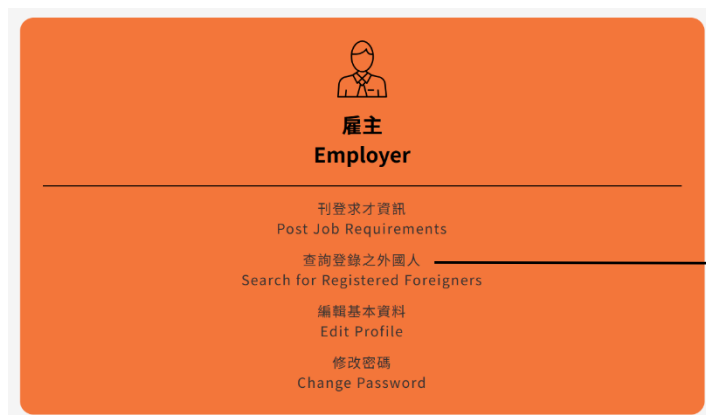 雇主
Employer
刊登求才資訊
Post Job Requirements
查詢登錄之外國人
Search for Registered Foreigners
編輯基本資料
Edit Profile
修改密碼
Change Password